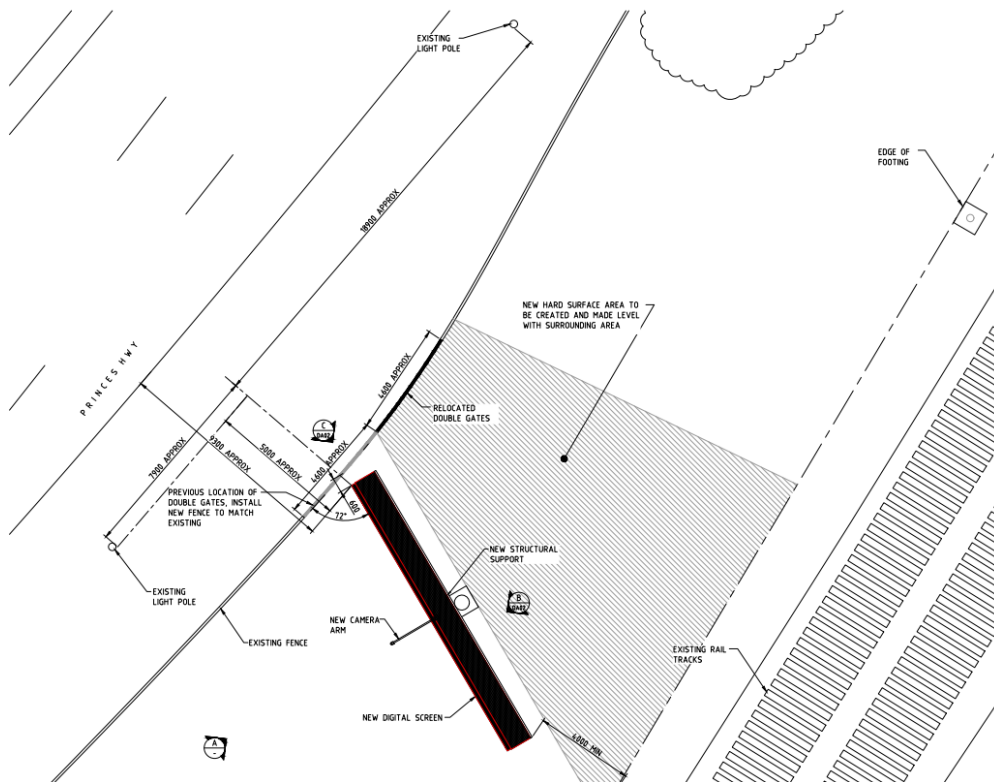 EXISTING
LIGHT POLE
EDGE OF
FOOTING
18900 APPROX
NEW HARD SURFACE AREA TO
BE CREATED AND MADE LEVEL
WITH SURROUNDING AREA
PRINCES HWY
4600 APPROX
RELOCATED
DOUBLE GATES
C
DA02
7900 APPROX
9300 APPROX
5000 APPROX
4600 APPROX
PREVIOUS LOCATION OF
DOUBLE GATES, INSTALL
NEW FENCE TO MATCH
EXISTING
600
72°
NEW STRUCTURAL
SUPPORT
EXISTING
LIGHT POLE
B
DA02
NEW CAMERA
ARM
EXISTING FENCE
EXISTING RAIL
TRACKS
NEW DIGITAL SCREEN
4000 MIN
A
-